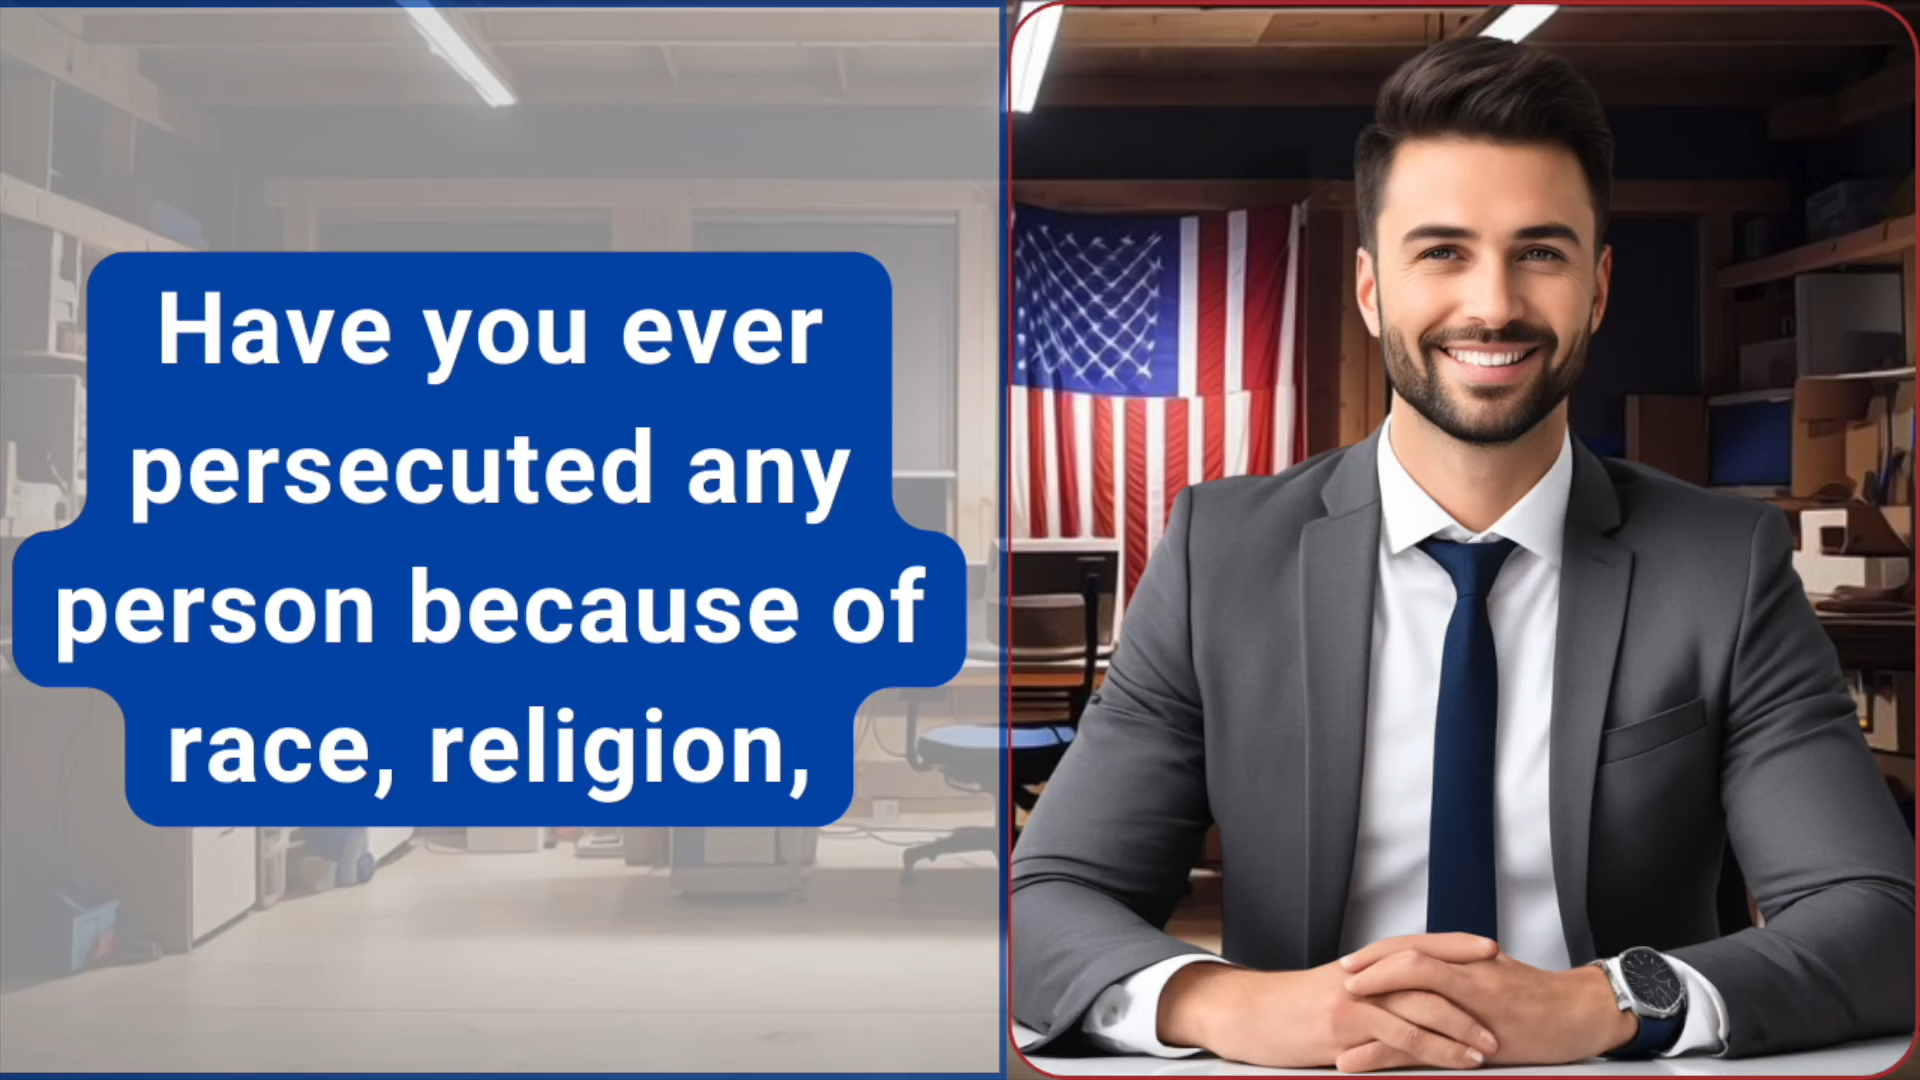 Have you ever
persecuted any
person because of
race, religion,